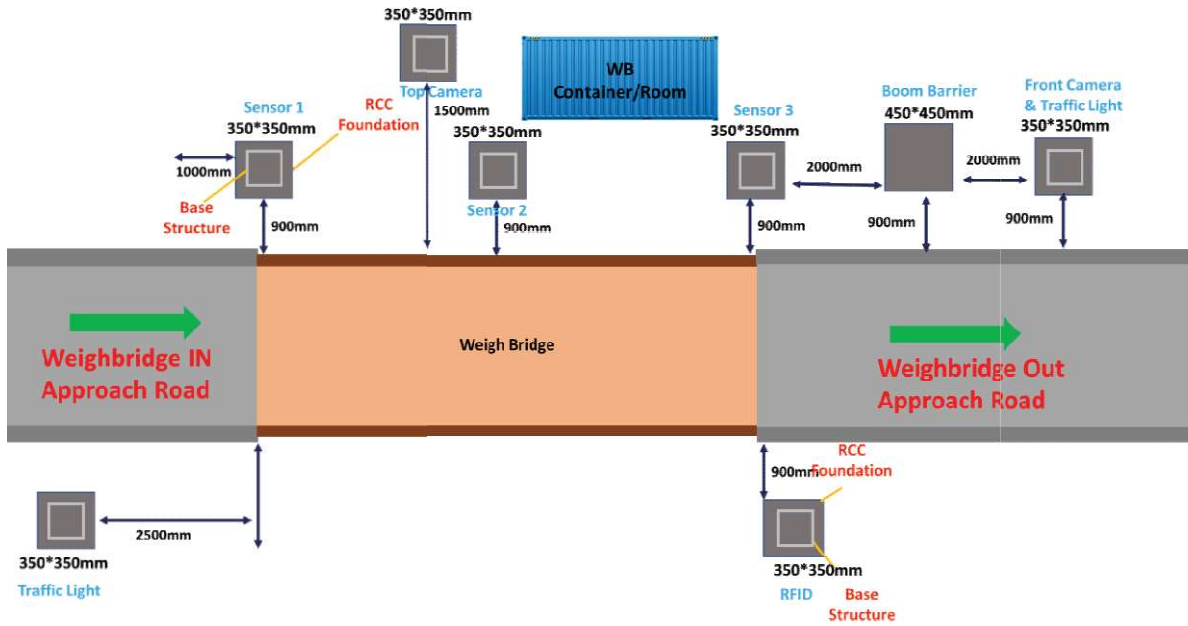 350*350mm
Top Camera
1500mm
WB
Container/Room
Sensor 1
350*350mm
RCC
Foundation
1000mm
Base
Structure
900mm
350*350mm
Sensor 2
900mm
Sensor 3
350*350mm
900mm
2000mm
Boom Barrier
450*450mm
900mm
2000mm
Front Camera
& Traffic Light
350*350mm
900mm
Weighbridge IN
Approach Road
Weigh Bridge
Weighbridge Out
Approach Road
2500mm
350*350mm
Traffic Light
900mm
RCC
Foundation
350*350mm
RFID
Base
Structure